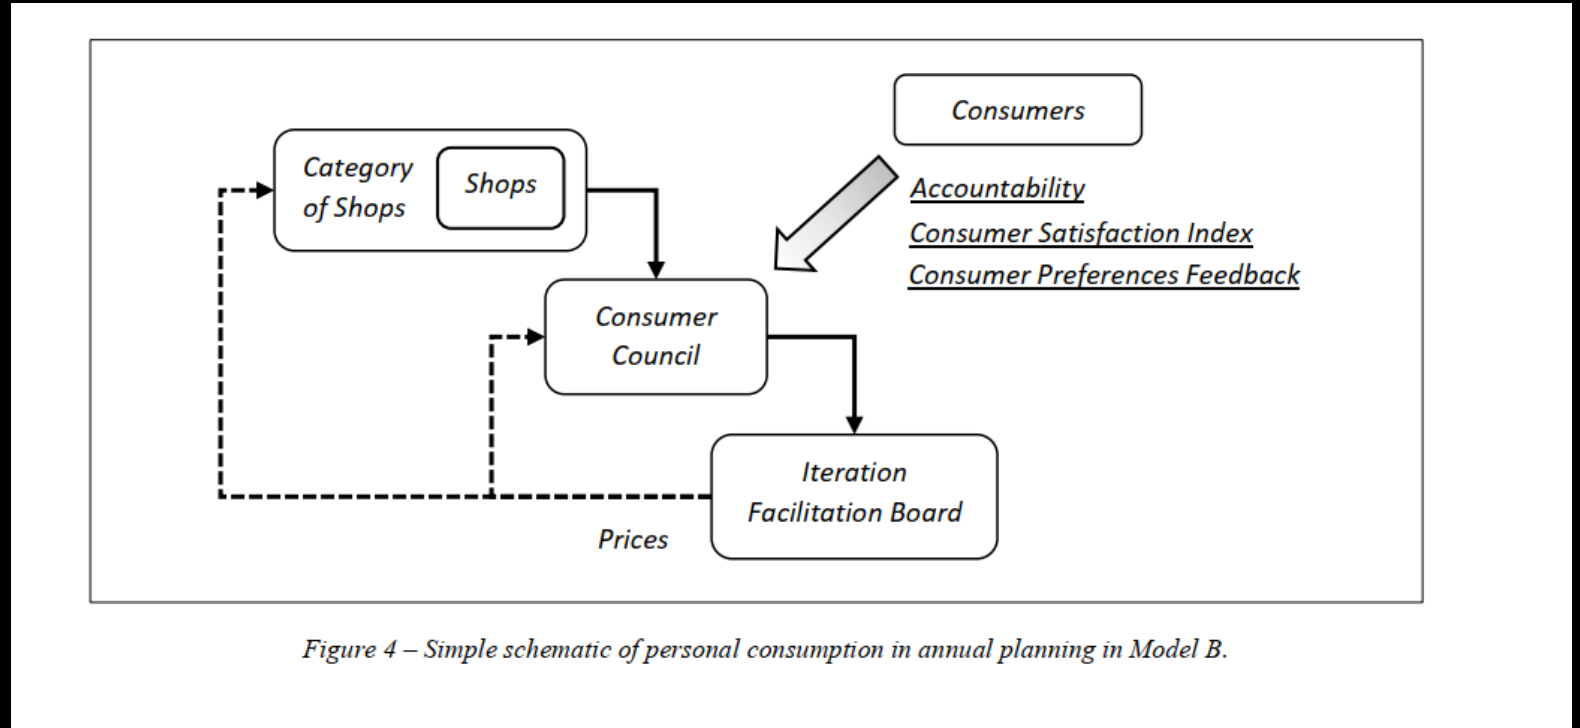 Consumers
Category
of Shops
Shops
Accountability
Consumer Satisfaction Index
Consumer Preferences Feedback
Consumer
Council
Iteration
Facilitation Board
Prices
Figure 4 – Simple schematic of personal consumption in annual planning in Model B.